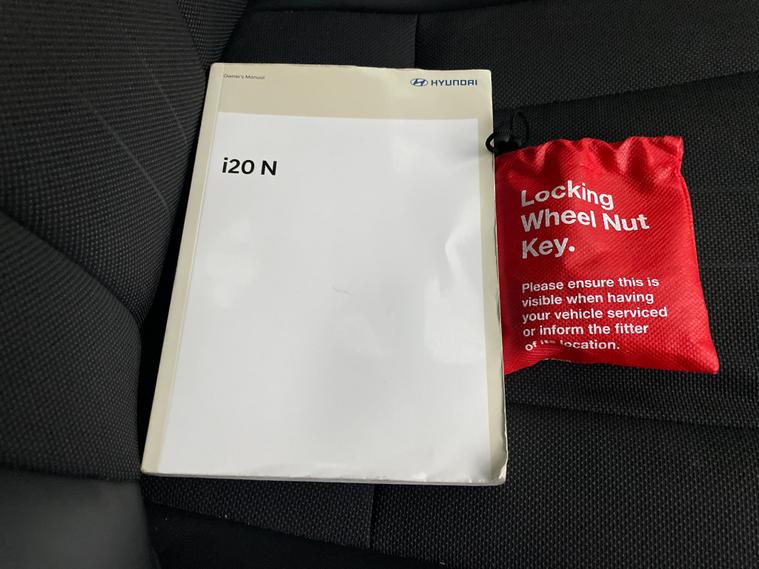 Owner's Manual
HYUNDAI
i20 N
Locking
Wheel Nut
Key.
Please ensure this is
visible when having
your vehicle serviced
or inform the fitter
of its location.